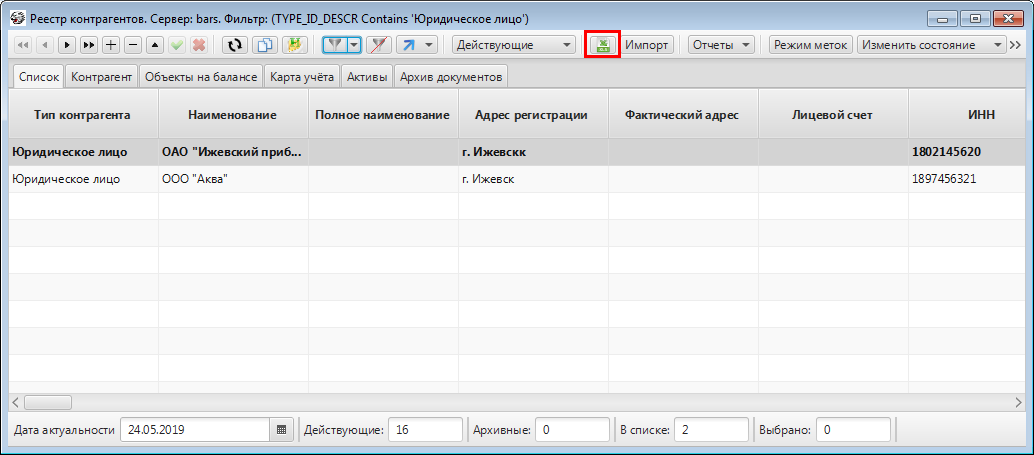 Реестр контрагентов. Сервер: bars. Фильтр: (TYPE_ID_DESCR Contains 'Юридическое лицо')
Действующие Импорт Отчеты Режим меток Изменить состояние
Список Контрагент Объекты на балансе Карта учёта Активы Архив документов
Тип контрагента Наименование Полное наименование Адрес регистрации Фактический адрес Лицевой счет ИНН
Юридическое лицо ОАО "Ижевский приб... г. Ижевскк 1802145620
Юридическое лицо ООО "Аква" г. Ижевск 1897456321
Дата актуальности 24.05.2019 Действующие: 16 Архивные: 0 В списке: 2 Выбрано: 0